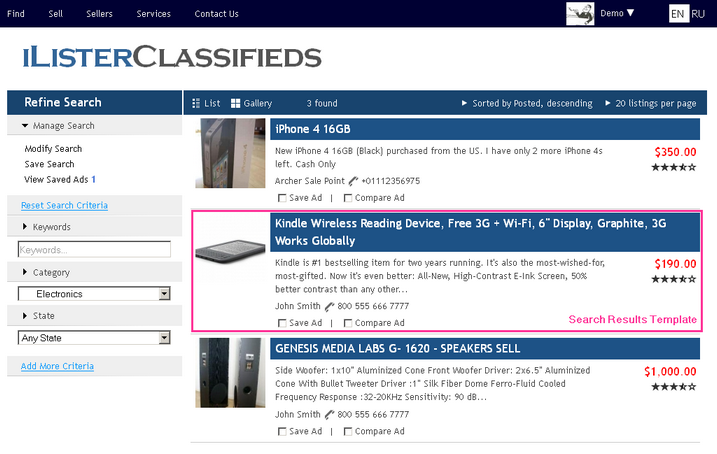 Find Sell Sellers Services Contact Us Demo ▼ EN RU
iListerClassifieds
Refine Search
Manage Search
Modify Search
Save Search
View Saved Ads 1
Reset Search Criteria
Keywords
Keywords...
Category
Electronics
State
Any State
Add More Criteria
List Gallery 3 found Sorted by Posted, descending 20 listings per page
iPhone 4 16GB
New iPhone 4 16GB (Black) purchased from the US. I have only 2 more iPhone 4s
left. Cash Only
$350.00
Archer Sale Point +01112356975
Save Ad | Compare Ad
Kindle Wireless Reading Device, Free 3G + Wi-Fi, 6" Display, Graphite, 3G
Works Globally
Kindle is #1 bestselling item for two years running. It's also the most-wished-for,
most-gifted. Now it's even better: All-New, High-Contrast E-Ink Screen, 50%
better contrast than any other...
$190.00
John Smith 800 555 666 7777
Save Ad | Compare Ad
Search Results Template
GENESIS MEDIA LABS G- 1620 - SPEAKERS SELL
Side Woofer: 1x10" Aluminized Cone Front Woofer Driver: 2x6.5" Aluminized
Cone With Bullet Tweeter Driver :1" Silk Fiber Dome Ferro-Fluid Cooled
Frequency Response :32-20KHz Sensitivity: 90 dB...
$1,000.00
John Smith 800 555 666 7777
Save Ad | Compare Ad